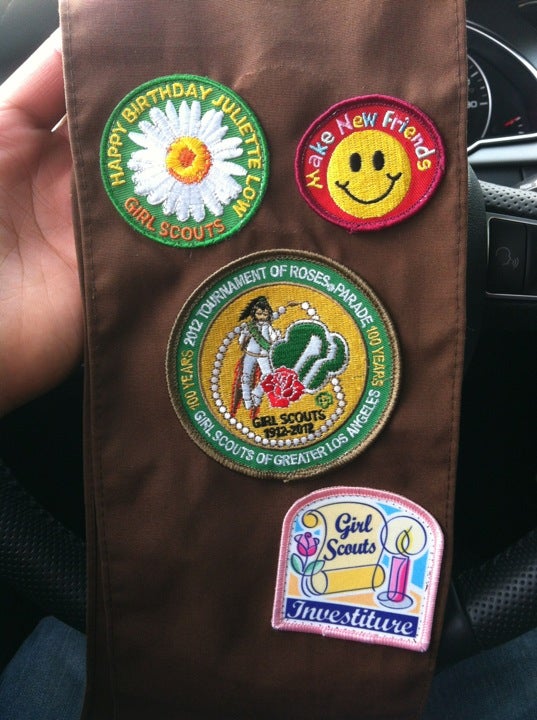 HAPPY BIRTHDAY JULIETTE LOW
GIRL SCOUTS
Make New Friends
100 YEARS 2012 TOURNAMENT OF ROSES® PARADE 100 YEARS
GIRL SCOUTS
1912-2012
GIRL SCOUTS OF GREATER LOS ANGELES
Girl
Scouts
Investiture